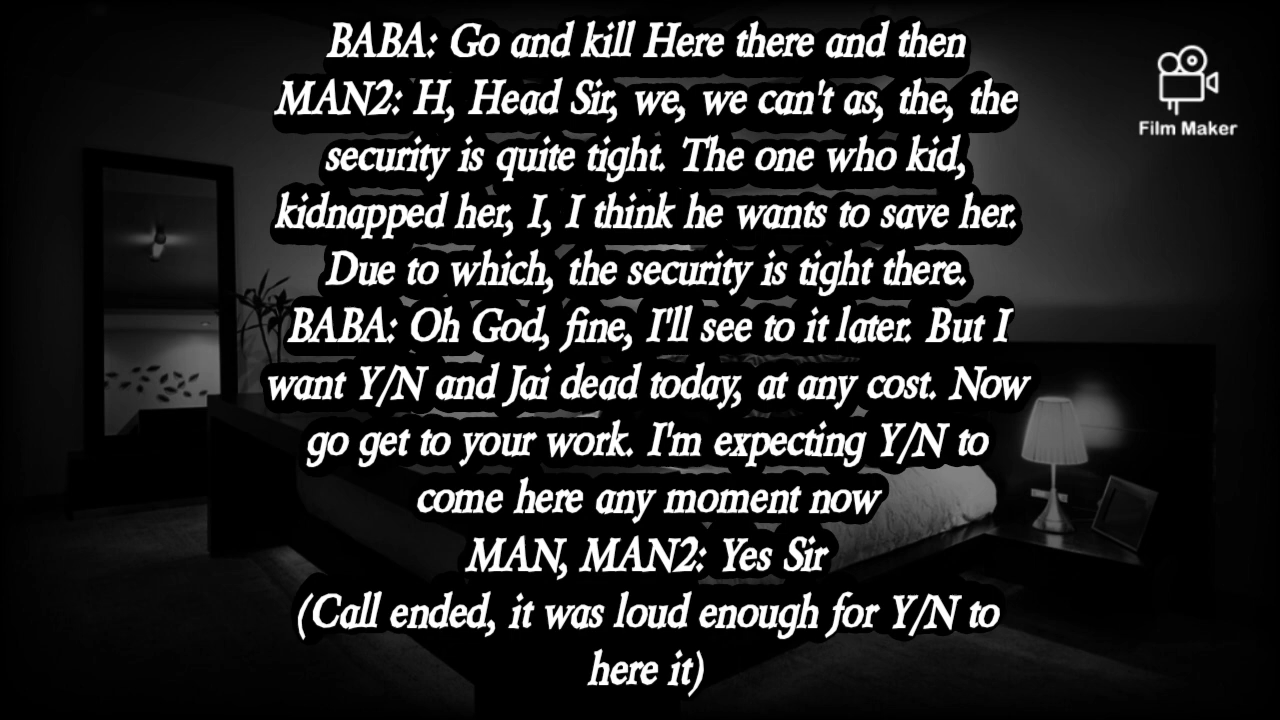 BABA: Go and kill Here there and then
MAN2: H, Head Sir, we, we can't as, the, the
security is quite tight. The one who kid,
kidnapped her, I, I think he wants to save her.
Due to which, the security is tight there.
BABA: Oh God, fine, I'll see to it later. But I
want Y/N and Jai dead today, at any cost. Now
go get to your work. I'm expecting Y/N to
come here any moment now
MAN, MAN2: Yes Sir
(Call ended, it was loud enough for Y/N to
here it)
Film Maker